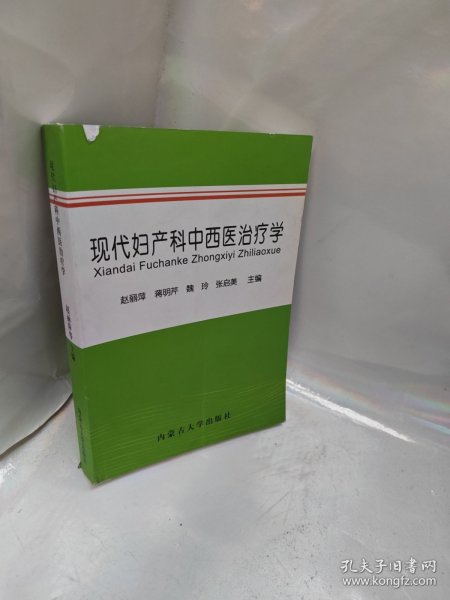 现代妇产科中西医治疗学
Xiandai Fuchanke Zhongxiyi Zhiliaoxue
赵丽萍 蒋明芹 魏 玲 张启美 主编
内蒙古大学出版社
孔夫子旧书网
www.kongfz.com